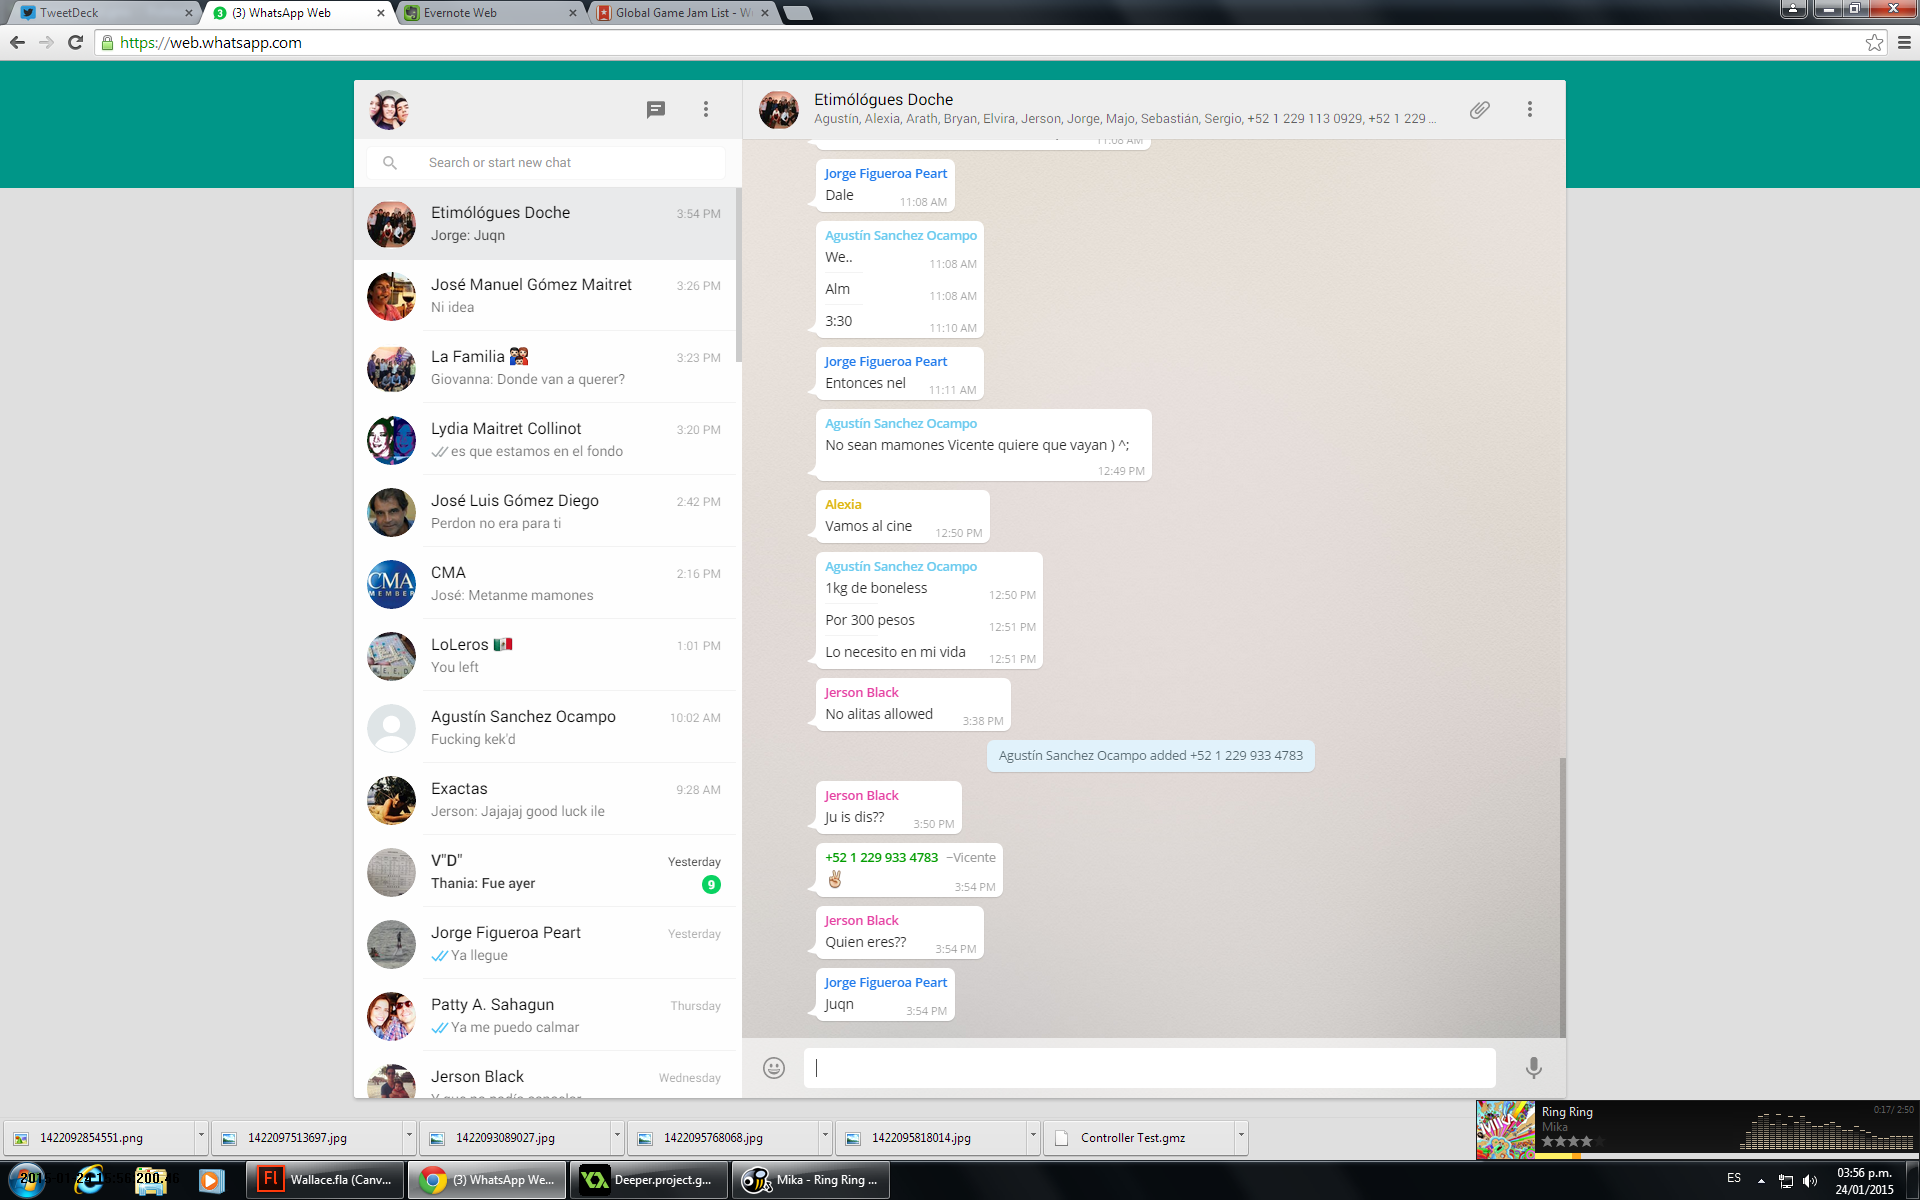 TweetDeck
(3) WhatsApp Web
Evernote Web
Global Game Jam List - W
https://web.whatsapp.com
Search or start new chat
Etimólógues Doche
3:54 PM
Jorge: Juqn
José Manuel Gómez Maitret
3:26 PM
Ni idea
La Familia
3:23 PM
Giovanna: Donde van a querer?
Lydia Maitret Collinot
3:20 PM
es que estamos en el fondo
José Luis Gómez Diego
2:42 PM
Perdon no era para ti
CMA
MEMBER
CMA
2:16 PM
José: Metanme mamones
LoLeros
1:01 PM
You left
Agustín Sanchez Ocampo
10:02 AM
Fucking kek'd
Exactas
9:28 AM
Jerson: Jajajaj good luck ile
V"D"
Yesterday
Thania: Fue ayer
9
Jorge Figueroa Peart
Yesterday
Ya llegue
Patty A. Sahagun
Thursday
Ya me puedo calmar
Jerson Black
Wednesday
Etimólógues Doche
Agustín, Alexia, Arath, Bryan, Elvira, Jerson, Jorge, Majo, Sebastián, Sergio, +52 1 229 113 0929, +52 1 229 ...
11:08 AM
Jorge Figueroa Peart
Dale
11:08 AM
Agustín Sanchez Ocampo
We..
11:08 AM
Alm
11:08 AM
3:30
11:10 AM
Jorge Figueroa Peart
Entonces nel
11:11 AM
Agustín Sanchez Ocampo
No sean mamones Vicente quiere que vayan ) ^;
12:49 PM
Alexia
Vamos al cine
12:50 PM
Agustín Sanchez Ocampo
1kg de boneless
12:50 PM
Por 300 pesos
12:51 PM
Lo necesito en mi vida
12:51 PM
Jerson Black
No alitas allowed
3:38 PM
Agustín Sanchez Ocampo added +52 1 229 933 4783
Jerson Black
Ju is dis??
3:50 PM
+52 1 229 933 4783 ~Vicente
3:54 PM
Jerson Black
Quien eres??
3:54 PM
Jorge Figueroa Peart
Juqn
3:54 PM
1422092854551.png
1422097513697.jpg
1422093089027.jpg
1422095768068.jpg
1422095818014.jpg
Controller Test.gmz
Ring Ring
Mika
0:17/ 2:50
Wallace.fla (Canv...
(3) WhatsApp We...
Deeper.project.g...
Mika - Ring Ring ...
ES
03:56 p.m.
24/01/2015